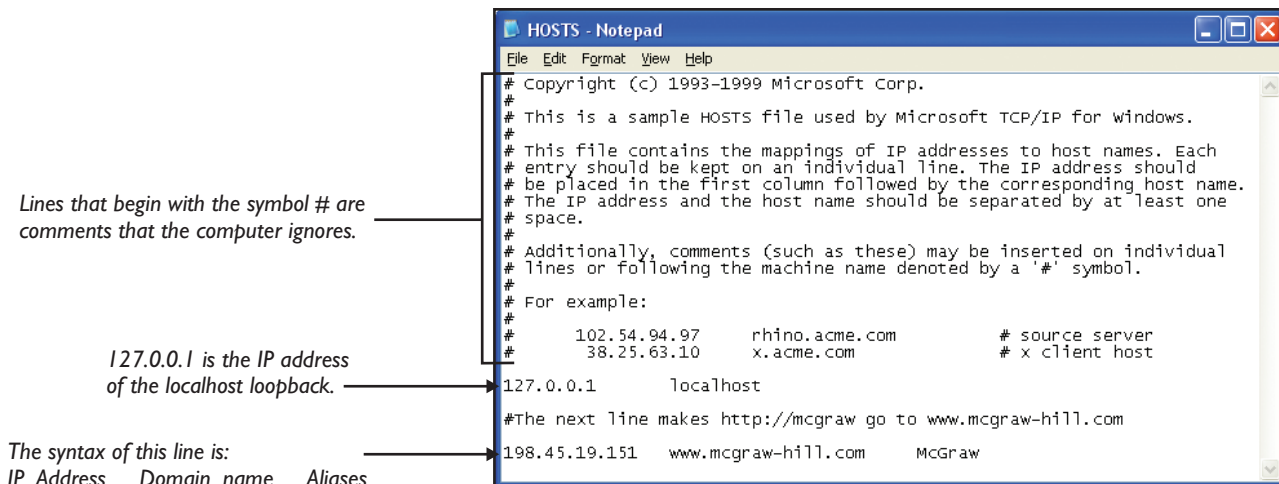 HOSTS - Notepad
File Edit Format View Help
# Copyright (c) 1993-1999 Microsoft Corp.
#
# This is a sample HOSTS file used by Microsoft TCP/IP for Windows.
#
# This file contains the mappings of IP addresses to host names. Each
# entry should be kept on an individual line. The IP address should
# be placed in the first column followed by the corresponding host name.
# The IP address and the host name should be separated by at least one
# space.
#
# Additionally, comments (such as these) may be inserted on individual
# lines or following the machine name denoted by a '#' symbol.
#
# For example:
#
# 102.54.94.97 rhino.acme.com # source server
# 38.25.63.10 x.acme.com # x client host
127.0.0.1 localhost
#The next line makes http://mcgraw go to www.mcgraw-hill.com
198.45.19.151 www.mcgraw-hill.com McGraw
Lines that begin with the symbol # are
comments that the computer ignores.
127.0.0.1 is the IP address
of the localhost loopback.
The syntax of this line is:
IP Address Domain name Aliases